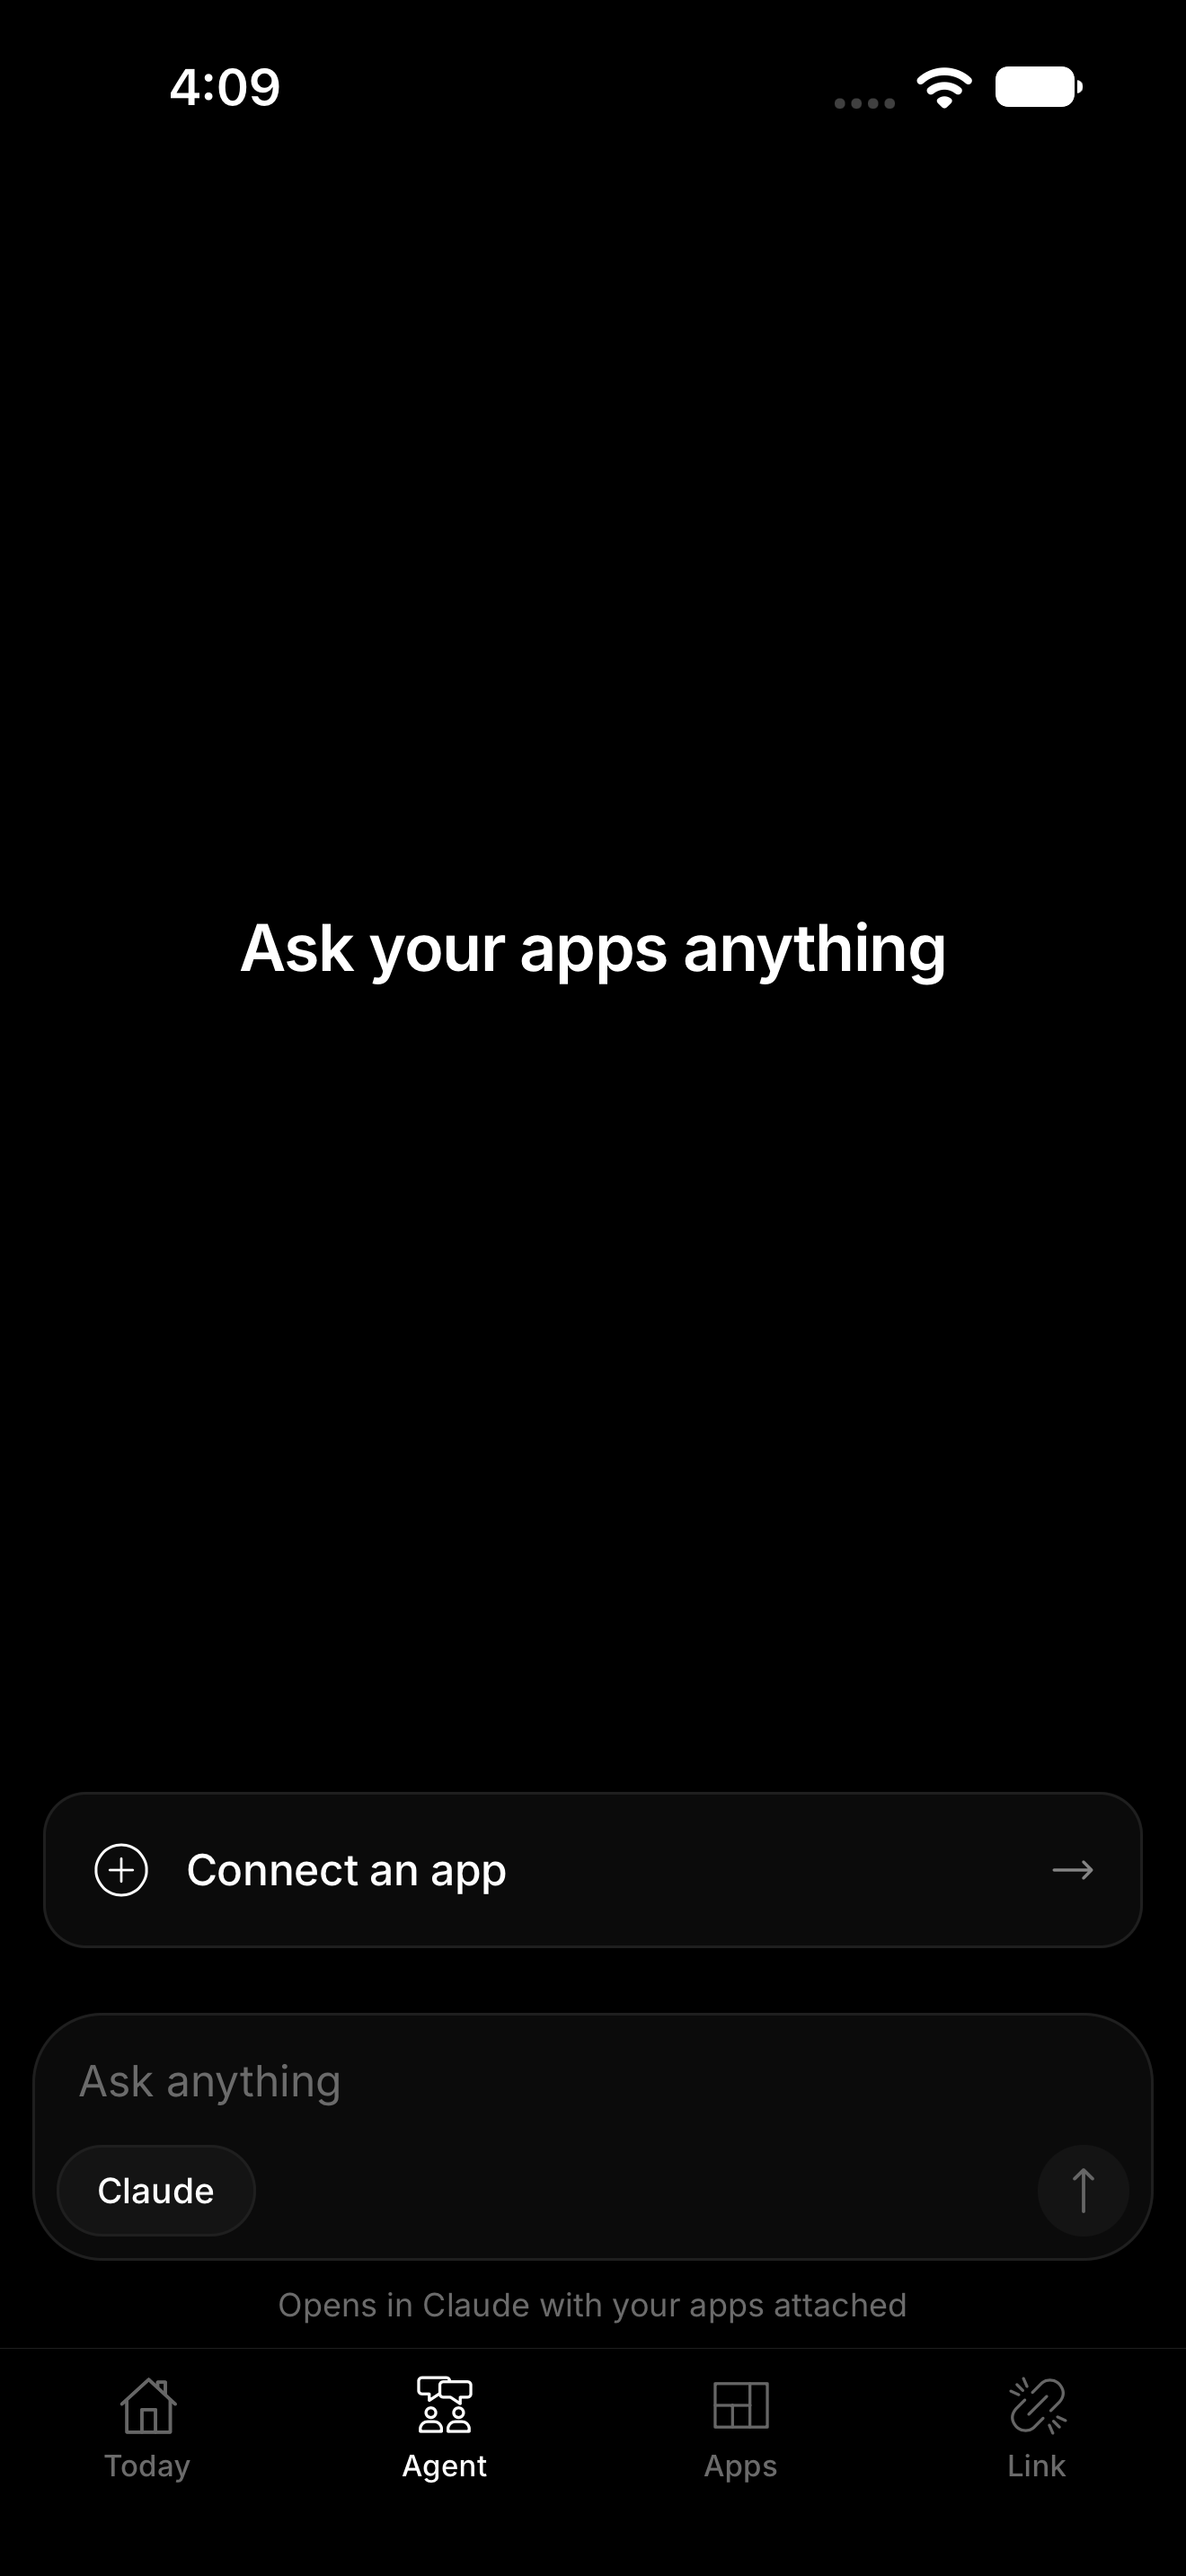 4:09
Ask your apps anything
Connect an app
Ask anything
Claude
Opens in Claude with your apps attached
Today
Agent
Apps
Link